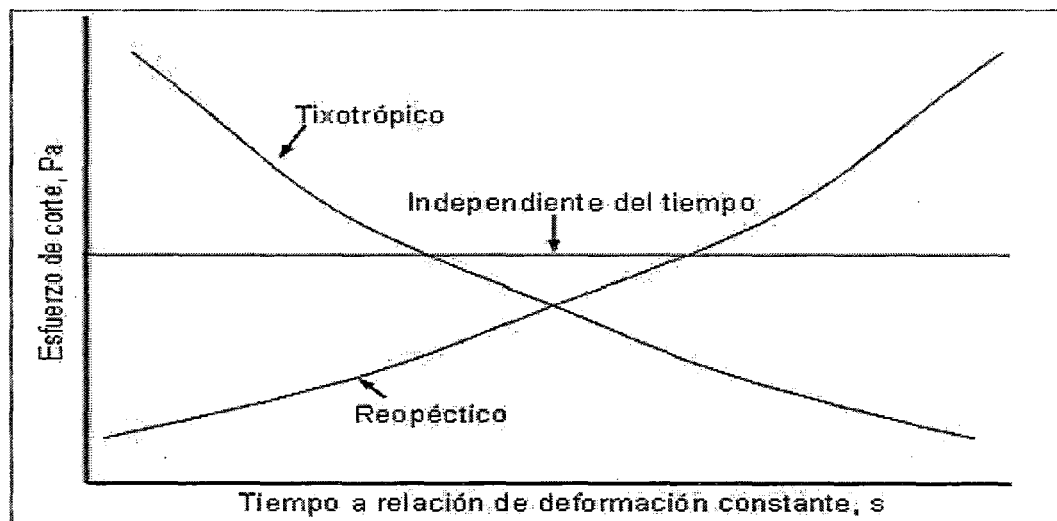 Tixotrópico
Independiente del tiempo
Esfuerzo de corte, Pa
Reopéctico
Tiempo a relación de deformación constante, s